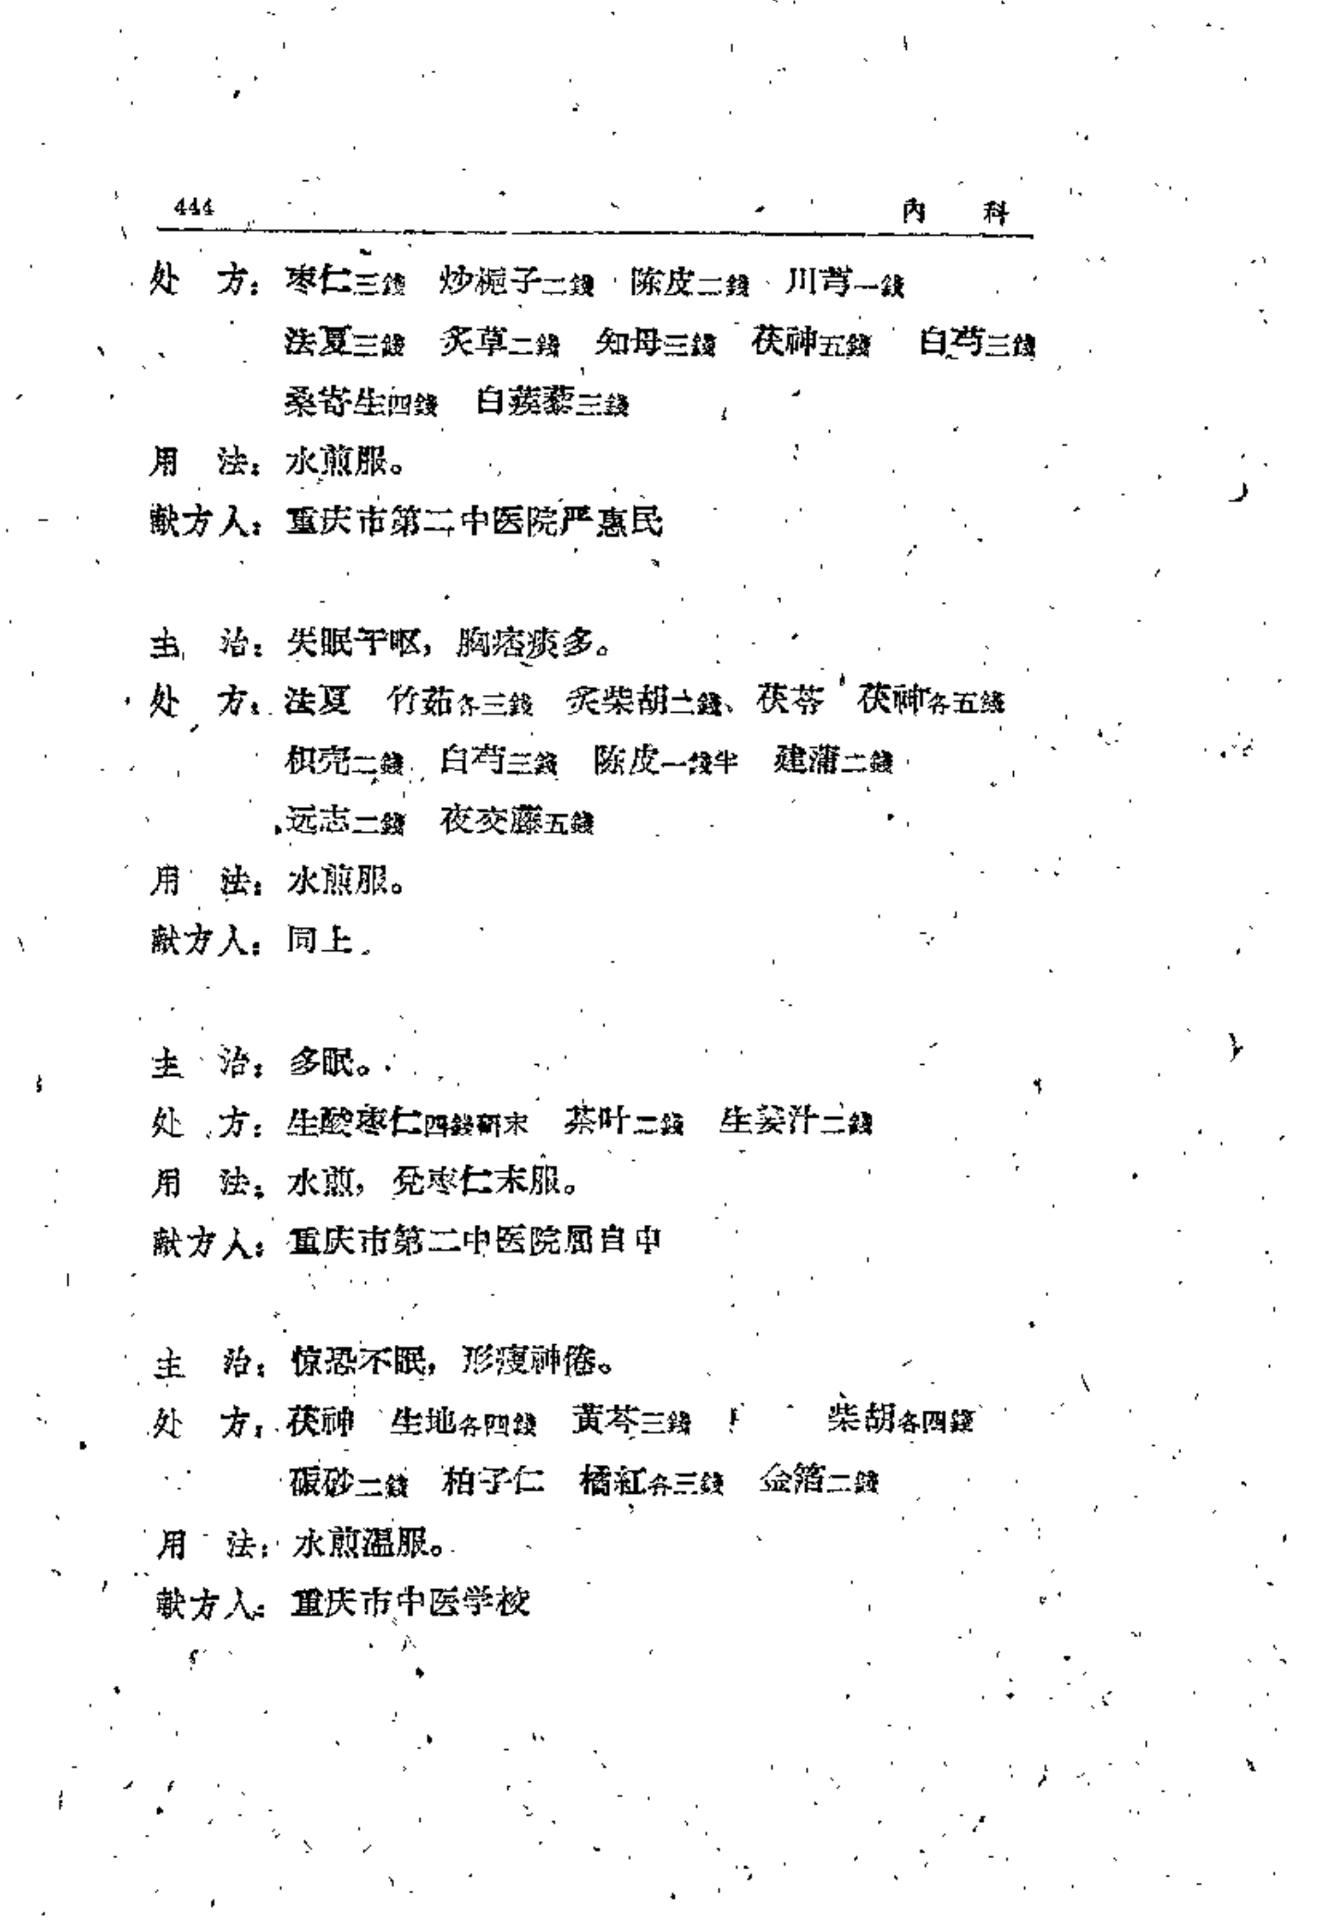 444 内 科
处 方：枣仁三錢 炒梔子二錢 陈皮二錢 川芎一錢
法夏三錢 炙草二錢 知母三錢 茯神五錢 白芍三錢
桑寄生四錢 白蒺藜三錢
用 法：水煎服。
献方人：重庆市第二中医院严惠民
主 治：失眠干呕，胸痞痰多。
处 方：法夏 竹茹各三錢 炙柴胡二錢 茯苓 茯神各五錢
枳壳二錢 白芍三錢 陈皮一錢半 建蒲二錢
远志二錢 夜交藤五錢
用 法：水煎服。
献方人：同上
主 治：多眠。
处 方：生酸枣仁四錢研末 茶叶二錢 生姜汁二錢
用 法：水煎，兑枣仁末服。
献方人：重庆市第二中医院屈自中
主 治：惊恐不眠，形瘦神倦。
处 方：茯神 生地各四錢 黄芩三錢 柴胡各四錢
砂二錢 柏子仁 橘紅各三錢 金箔二錢
用 法：水煎温服。
献方人：重庆市中医学校